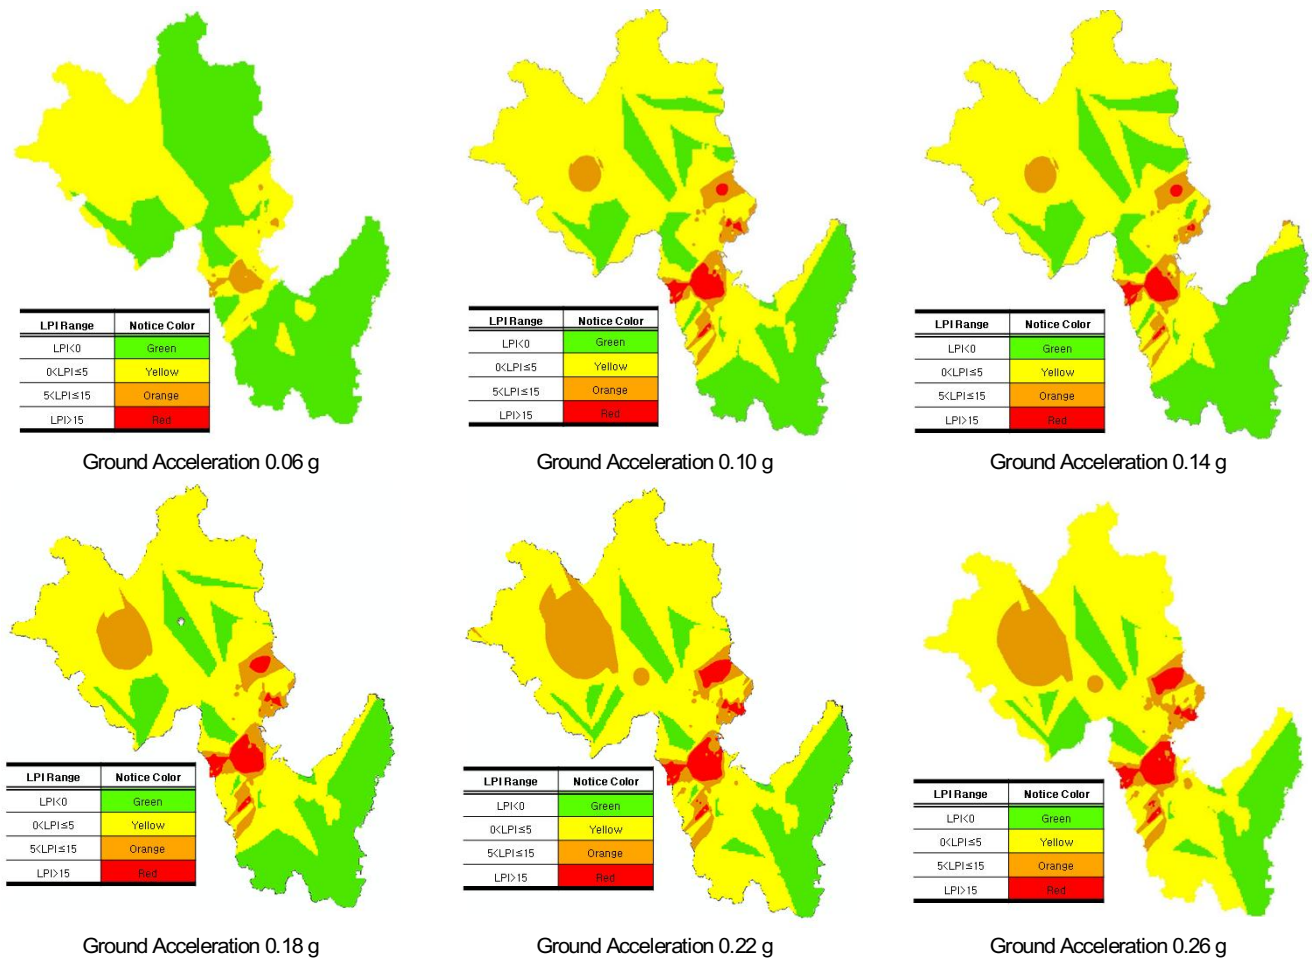 LPI Range Notice Color
LPI<0 Green
0<LPI≤5 Yellow
5<LPI≤15 Orange
LPI>15 Red
Ground Acceleration 0.06 g
LPI Range Notice Color
LPI<0 Green
0<LPI≤5 Yellow
5<LPI≤15 Orange
LPI>15 Red
Ground Acceleration 0.10 g
LPI Range Notice Color
LPI<0 Green
0<LPI≤5 Yellow
5<LPI≤15 Orange
LPI>15 Red
Ground Acceleration 0.14 g
LPI Range Notice Color
LPI<0 Green
0<LPI≤5 Yellow
5<LPI≤15 Orange
LPI>15 Red
Ground Acceleration 0.18 g
LPI Range Notice Color
LPI<0 Green
0<LPI≤5 Yellow
5<LPI≤15 Orange
LPI>15 Red
Ground Acceleration 0.22 g
LPI Range Notice Color
LPI<0 Green
0<LPI≤5 Yellow
5<LPI≤15 Orange
LPI>15 Red
Ground Acceleration 0.26 g